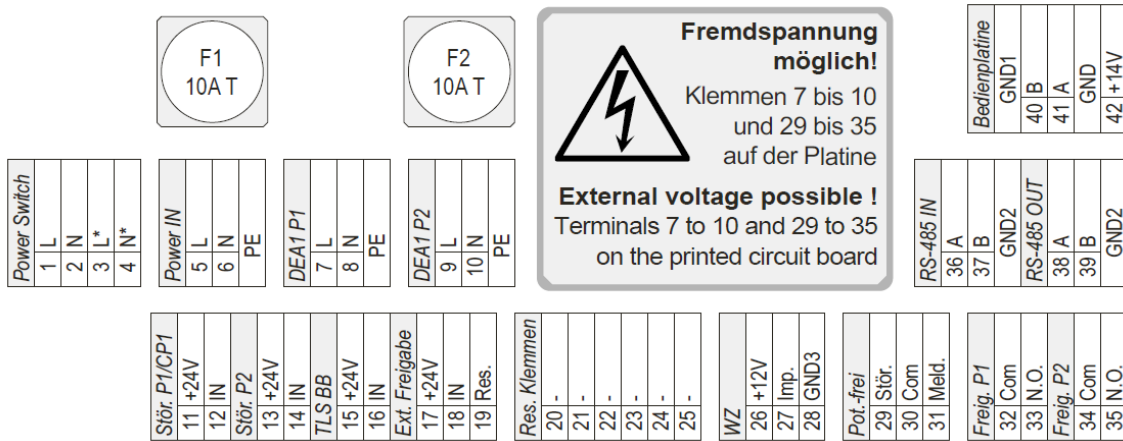 F1
10A T
F2
10A T
Fremdspannung
möglich!
Klemmen 7 bis 10
und 29 bis 35
auf der Platine
External voltage possible !
Terminals 7 to 10 and 29 to 35
on the printed circuit board
Bedienplatine
GND1
40 B
41 A
GND
42 +14V
Power Switch
1 L
2 N
3 L*
4 N*
Power IN
5 L
6 N
PE
DEA1 P1
7 L
8 N
PE
DEA1 P2
9 L
10 N
PE
RS-485 IN
36 A
37 B
GND2
RS-485 OUT
38 A
39 B
GND2
Stör. P1/CP1
11 +24V
12 IN
Stör. P2
13 +24V
14 IN
TLS BB
15 +24V
16 IN
Ext. Freigabe
17 +24V
18 IN
19 Res.
Res. Klemmen
20 -
21 -
22 -
23 -
24 -
25 -
WZ
26 +12V
27 Imp.
28 GND3
Pot.-frei
29 Stör.
30 Com
31 Meld.
Freig. P1
32 Com
33 N.O.
Freig. P2
34 Com
35 N.O.